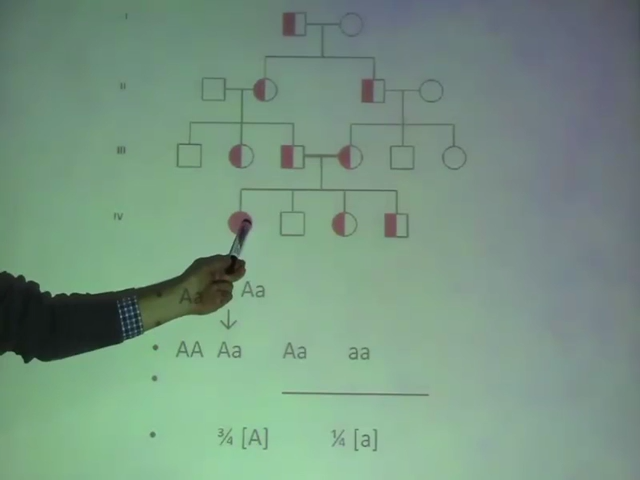 I
II
III
IV
• Aa Aa
• AA Aa Aa aa
•
• ¾ [A] ¼ [a]